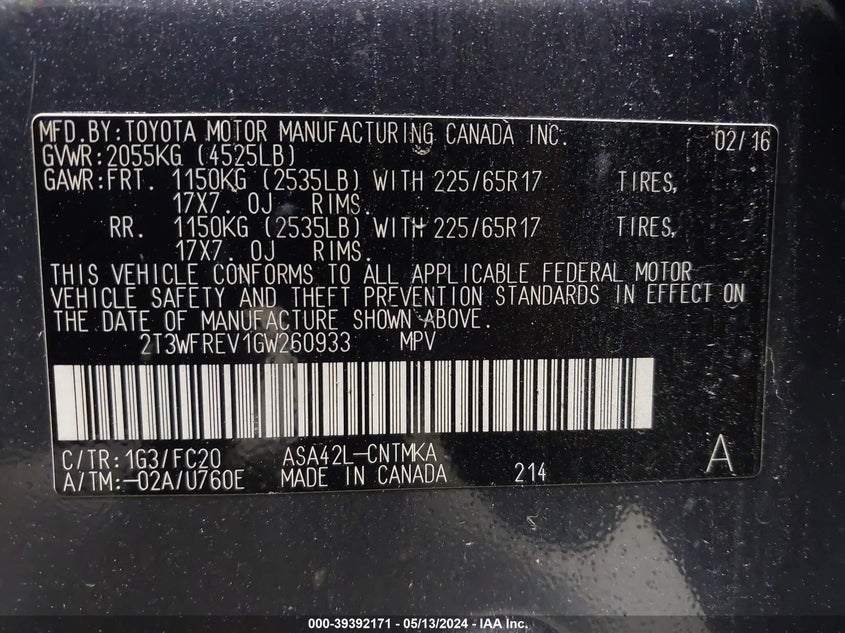 MFD.BY:TOYOTA MOTOR MANUFACTURING CANADA INC. 02/16
GVWR:2055KG (4525LB)
GAWR:FRT. 1150KG (2535LB) WITH 225/65R17 TIRES,
17X7. 0J RIMS.
RR. 1150KG (2535LB) WITH 225/65R17 TIRES,
17X7. 0J RIMS.
THIS VEHICLE CONFORMS TO ALL APPLICABLE FEDERAL MOTOR
VEHICLE SAFETY AND THEFT PREVENTION STANDARDS IN EFFECT ON
THE DATE OF MANUFACTURE SHOWN ABOVE.
2T3WFREV1GW260933 MPV
C/TR:1G3/FC20 ASA42L-CNTMKA A
A/TM:-02A/U760E MADE IN CANADA 214
000-39392171 - 05/13/2024 - IAA Inc.